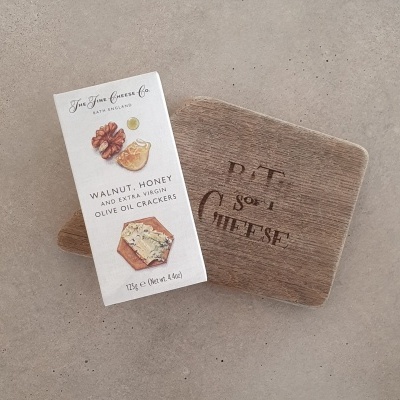 The Fine Cheese Co.
BATH ENGLAND
WALNUT, HONEY
AND EXTRA VIRGIN
OLIVE OIL CRACKERS
125g e (Net wt. 4.4oz)
BATH
SOFT
CHEESE